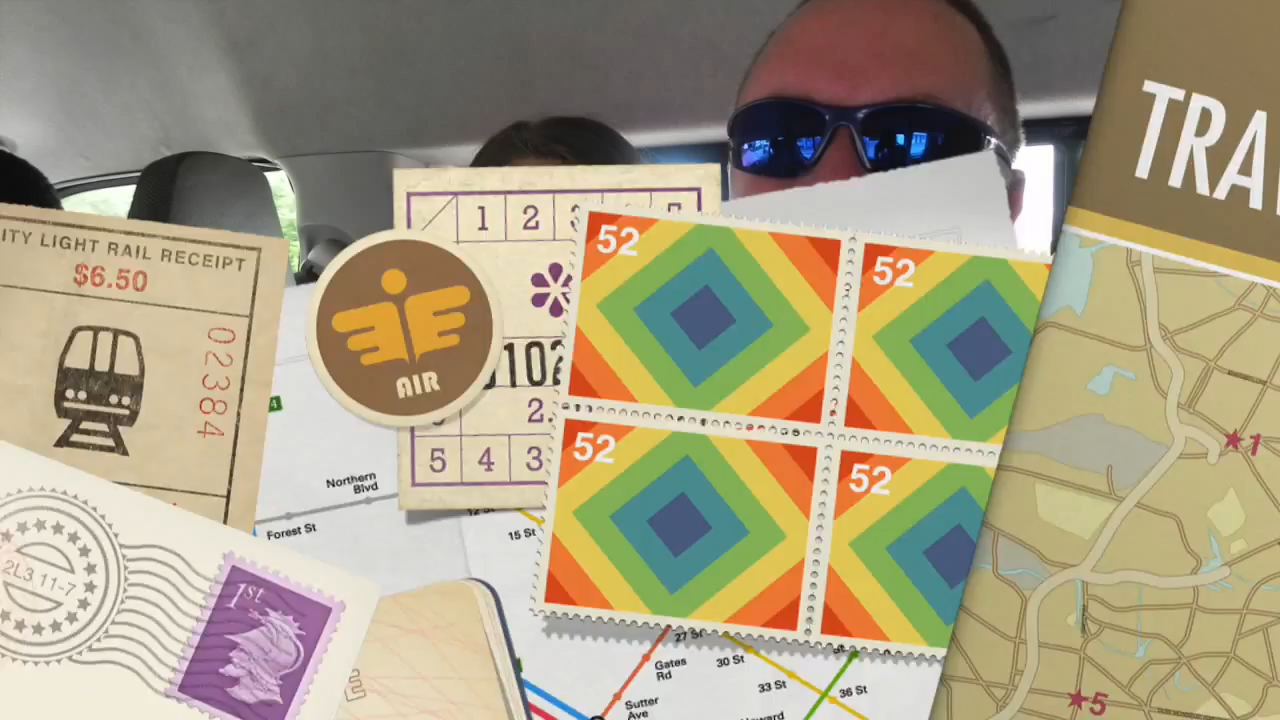 TRA
1 2
ITY LIGHT RAIL RECEIPT
$6.50
02384
AIR
102
2
5 4 3
52
52
52
52
Northern
Blvd
Forest St
15 St
2L3 11-7
1st
27 St
Gates
Rd
30 St
33 St
36 St
Sutter
Ave
1
5